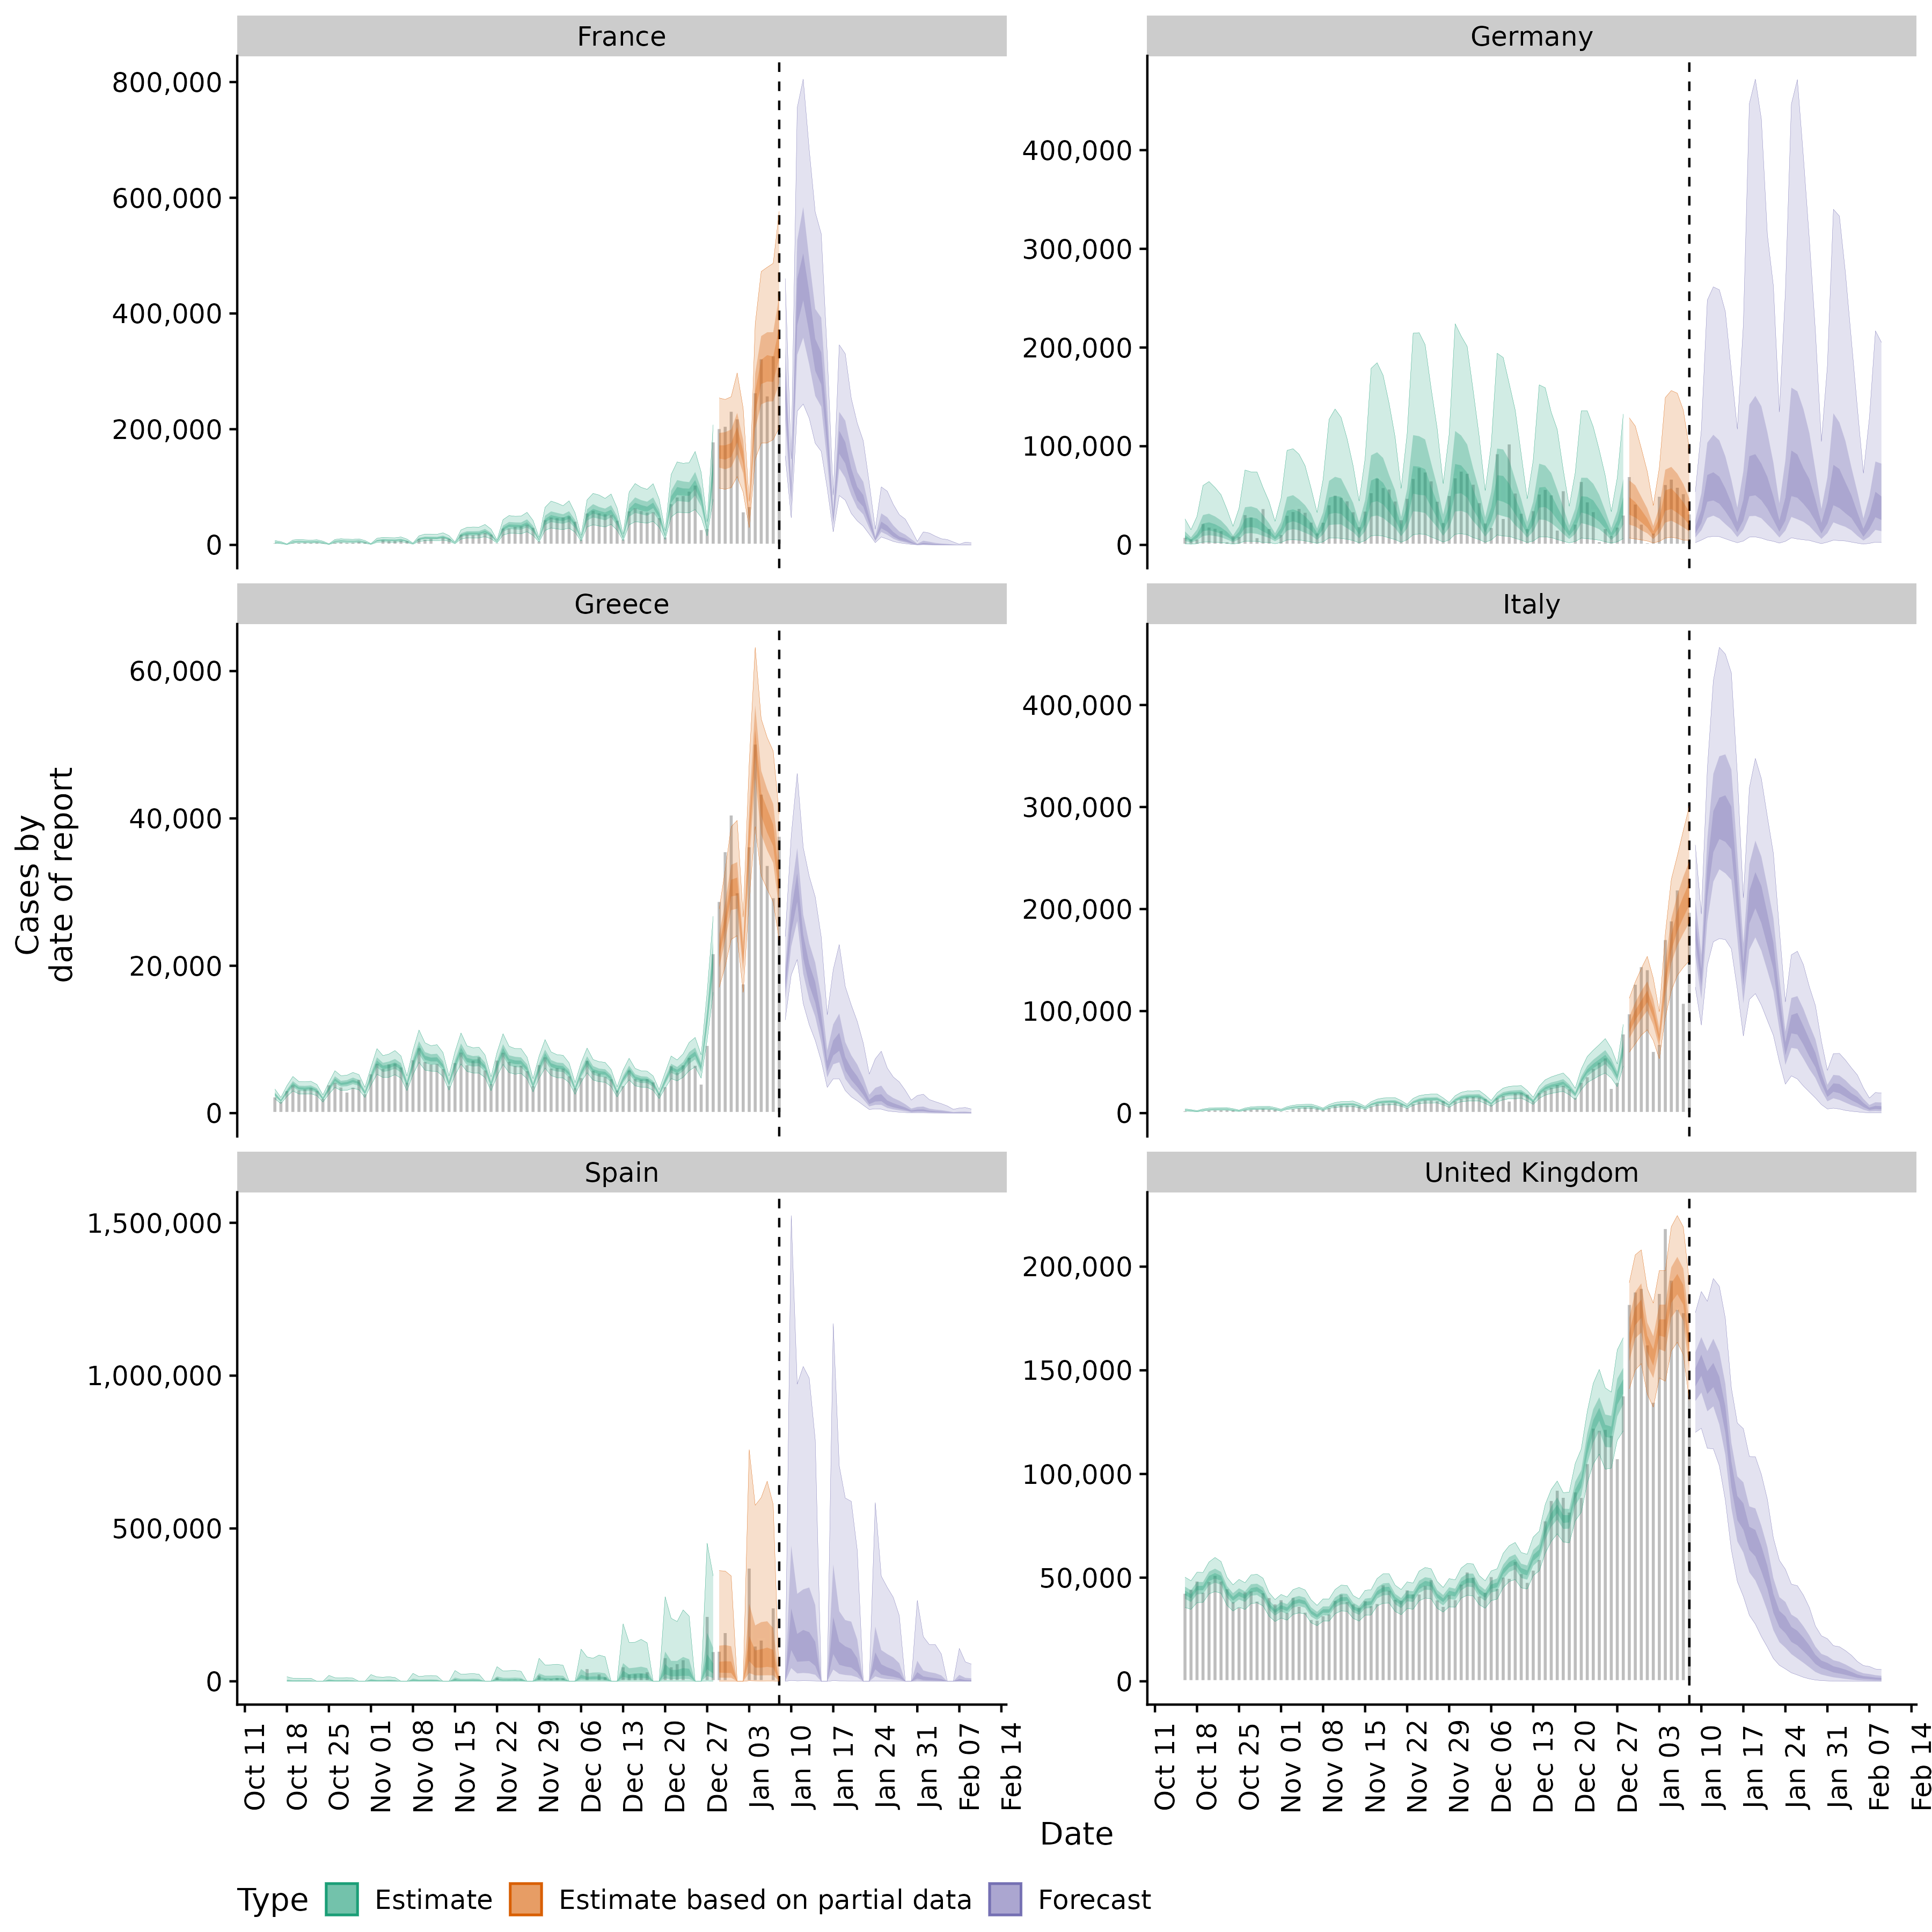 France
Germany
800,000
600,000
400,000
200,000
0
400,000
300,000
200,000
100,000
0
Greece
Italy
60,000
40,000
20,000
0
400,000
300,000
200,000
100,000
0
Cases by
date of report
Spain
United Kingdom
1,500,000
1,000,000
500,000
0
200,000
150,000
100,000
50,000
0
Oct 11
Oct 18
Oct 25
Nov 01
Nov 08
Nov 15
Nov 22
Nov 29
Dec 06
Dec 13
Dec 20
Dec 27
Jan 03
Jan 10
Jan 17
Jan 24
Jan 31
Feb 07
Feb 14
Oct 11
Oct 18
Oct 25
Nov 01
Nov 08
Nov 15
Nov 22
Nov 29
Dec 06
Dec 13
Dec 20
Dec 27
Jan 03
Jan 10
Jan 17
Jan 24
Jan 31
Feb 07
Feb 14
Date
Type Estimate Estimate based on partial data Forecast